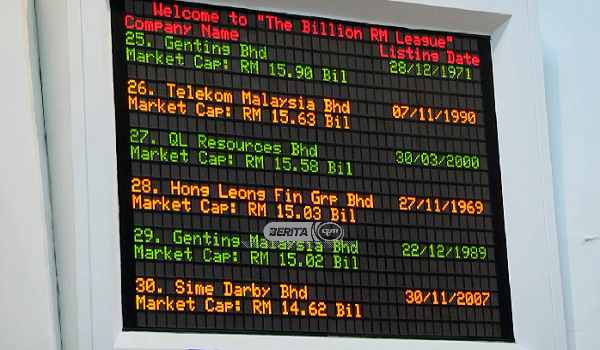 Welcome to "The Billion RM League"
Company Name Listing Date
25. Genting Bhd
Market Cap: RM 15.90 Bil 28/12/1971
26. Telekom Malaysia Bhd
Market Cap: RM 15.63 Bil 07/11/1990
27. QL Resources Bhd
Market Cap: RM 15.58 Bil 30/03/2000
28. Hong Leong Fin Grp Bhd
Market Cap: RM 15.03 Bil 27/11/1969
BERITA
29. Genting Malaysia Bhd
Market Cap: RM 15.02 Bil 22/12/1989
30. Sime Darby Bhd
Market Cap: RM 14.62 Bil 30/11/2007